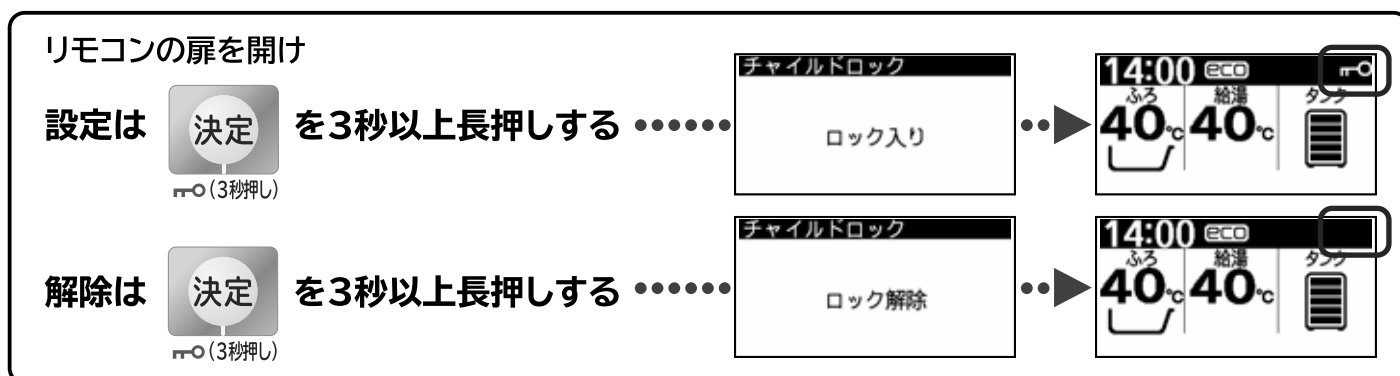 リモコンの扉を開け
設定は 決定 を3秒以上長押しする
(3秒押し)
チャイルドロック
ロック入り
14:00 eco
ふろ 給湯 タンク
40℃ 40℃
解除は 決定 を3秒以上長押しする
(3秒押し)
チャイルドロック
ロック解除
14:00 eco
ふろ 給湯 タンク
40℃ 40℃